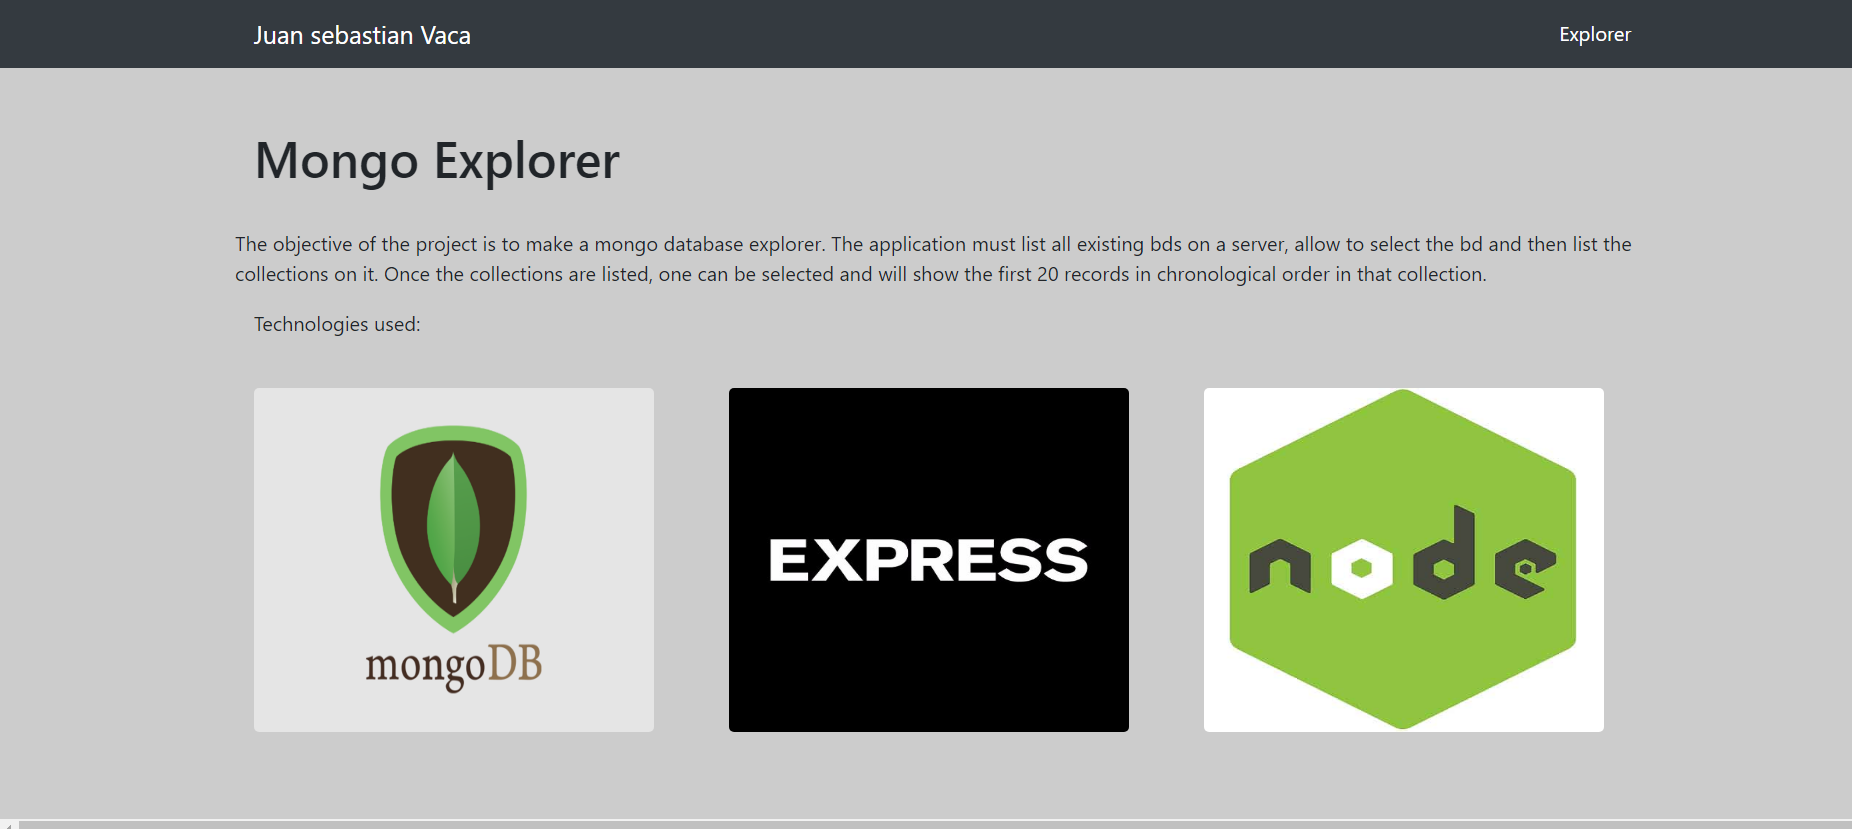 Juan sebastian Vaca
Explorer
Mongo Explorer
The objective of the project is to make a mongo database explorer. The application must list all existing bds on a server, allow to select the bd and then list the
collections on it. Once the collections are listed, one can be selected and will show the first 20 records in chronological order in that collection.
Technologies used:
mongoDB
EXPRESS
node